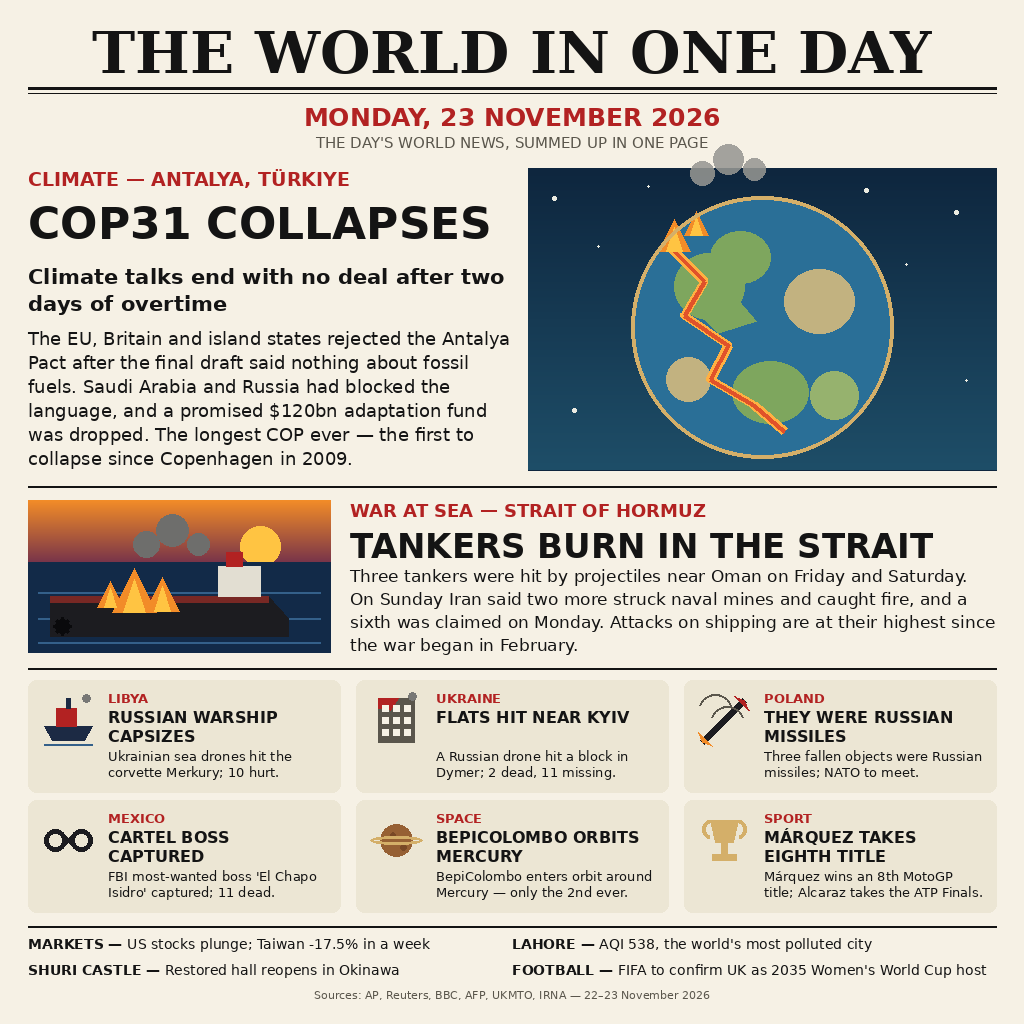 THE WORLD IN ONE DAY
MONDAY, 23 NOVEMBER 2026
THE DAY'S WORLD NEWS, SUMMED UP IN ONE PAGE
CLIMATE — ANTALYA, TÜRKIYE
COP31 COLLAPSES
Climate talks end with no deal after two
days of overtime
The EU, Britain and island states rejected the Antalya
Pact after the final draft said nothing about fossil
fuels. Saudi Arabia and Russia had blocked the
language, and a promised $120bn adaptation fund
was dropped. The longest COP ever — the first to
collapse since Copenhagen in 2009.
WAR AT SEA — STRAIT OF HORMUZ
TANKERS BURN IN THE STRAIT
Three tankers were hit by projectiles near Oman on Friday and Saturday.
On Sunday Iran said two more struck naval mines and caught fire, and a
sixth was claimed on Monday. Attacks on shipping are at their highest since
the war began in February.
LIBYA
RUSSIAN WARSHIP
CAPSIZES
Ukrainian sea drones hit the
corvette Merkury; 10 hurt.
UKRAINE
FLATS HIT NEAR KYIV
A Russian drone hit a block in
Dymer; 2 dead, 11 missing.
POLAND
THEY WERE RUSSIAN
MISSILES
Three fallen objects were Russian
missiles; NATO to meet.
MEXICO
CARTEL BOSS
CAPTURED
FBI most-wanted boss 'El Chapo
Isidro' captured; 11 dead.
SPACE
BEPICOLOMBO ORBITS
MERCURY
BepiColombo enters orbit around
Mercury — only the 2nd ever.
SPORT
MÁRQUEZ TAKES
EIGHTH TITLE
Márquez wins an 8th MotoGP
title; Alcaraz takes the ATP Finals.
MARKETS — US stocks plunge; Taiwan -17.5% in a week
LAHORE — AQI 538, the world's most polluted city
SHURI CASTLE — Restored hall reopens in Okinawa
FOOTBALL — FIFA to confirm UK as 2035 Women's World Cup host
Sources: AP, Reuters, BBC, AFP, UKMTO, IRNA — 22–23 November 2026